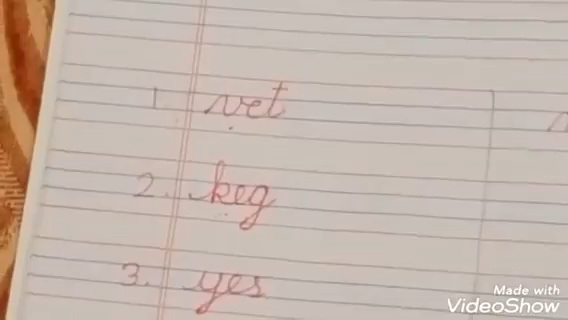 1. vet
2. keg
3. yes
Made with
VideoShow